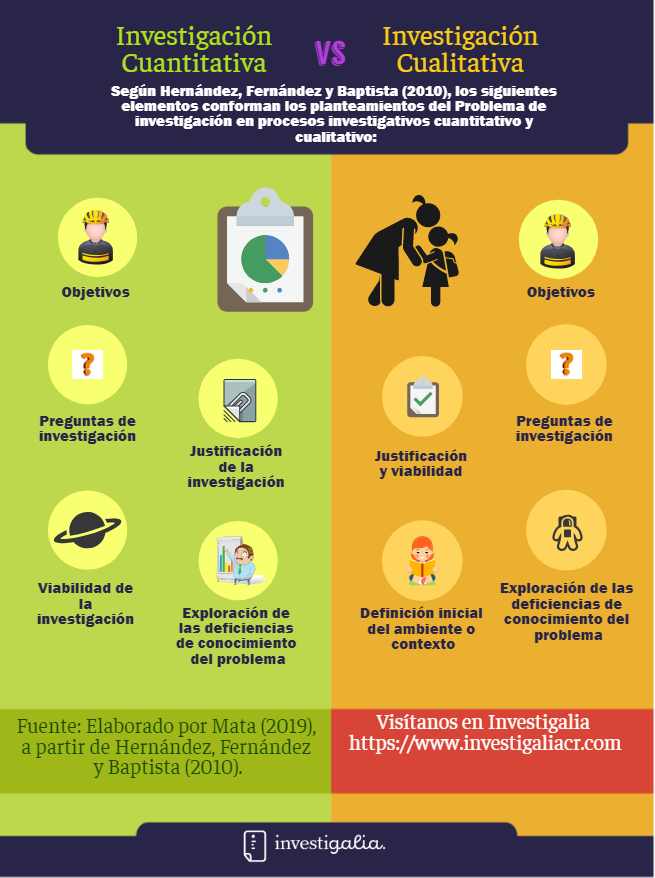 Investigación
Cuantitativa
VS
Investigación
Cualitativa
Según Hernández, Fernández y Baptista (2010), los siguientes
elementos conforman los planteamientos del Problema de
investigación en procesos investigativos cuantitativo y
cualitativo:
Objetivos
Preguntas de
investigación
Justificación
de la
investigación
Viabilidad de
la
investigación
Exploración de
las deficiencias
de conocimiento
del problema
Objetivos
Preguntas de
investigación
Justificación
y viabilidad
Exploración de las
deficiencias de
conocimiento del
problema
Definición inicial
del ambiente o
contexto
Fuente: Elaborado por Mata (2019),
a partir de Hernández, Fernández
y Baptista (2010).
Visítanos en Investigalia
https://www.investigaliacr.com
investigalia.